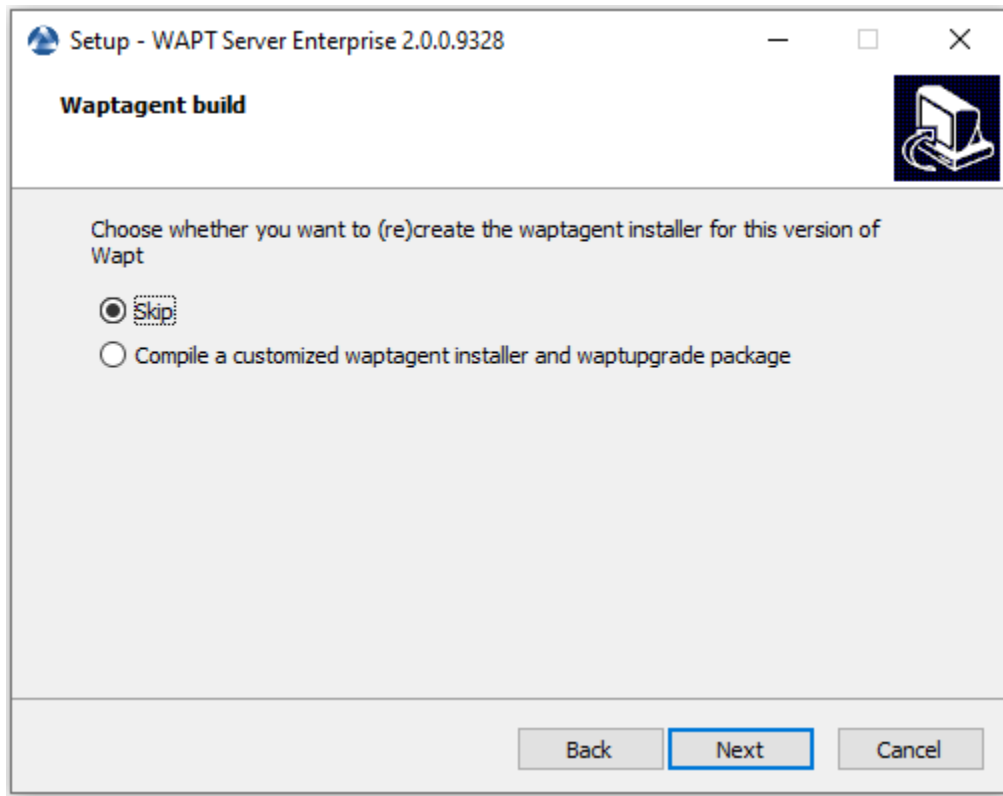 Setup - WAPT Server Enterprise 2.0.0.9328
Waptagent build
Choose whether you want to (re)create the waptagent installer for this version of
Wapt
Skip
Compile a customized waptagent installer and waptupgrade package
Back Next Cancel